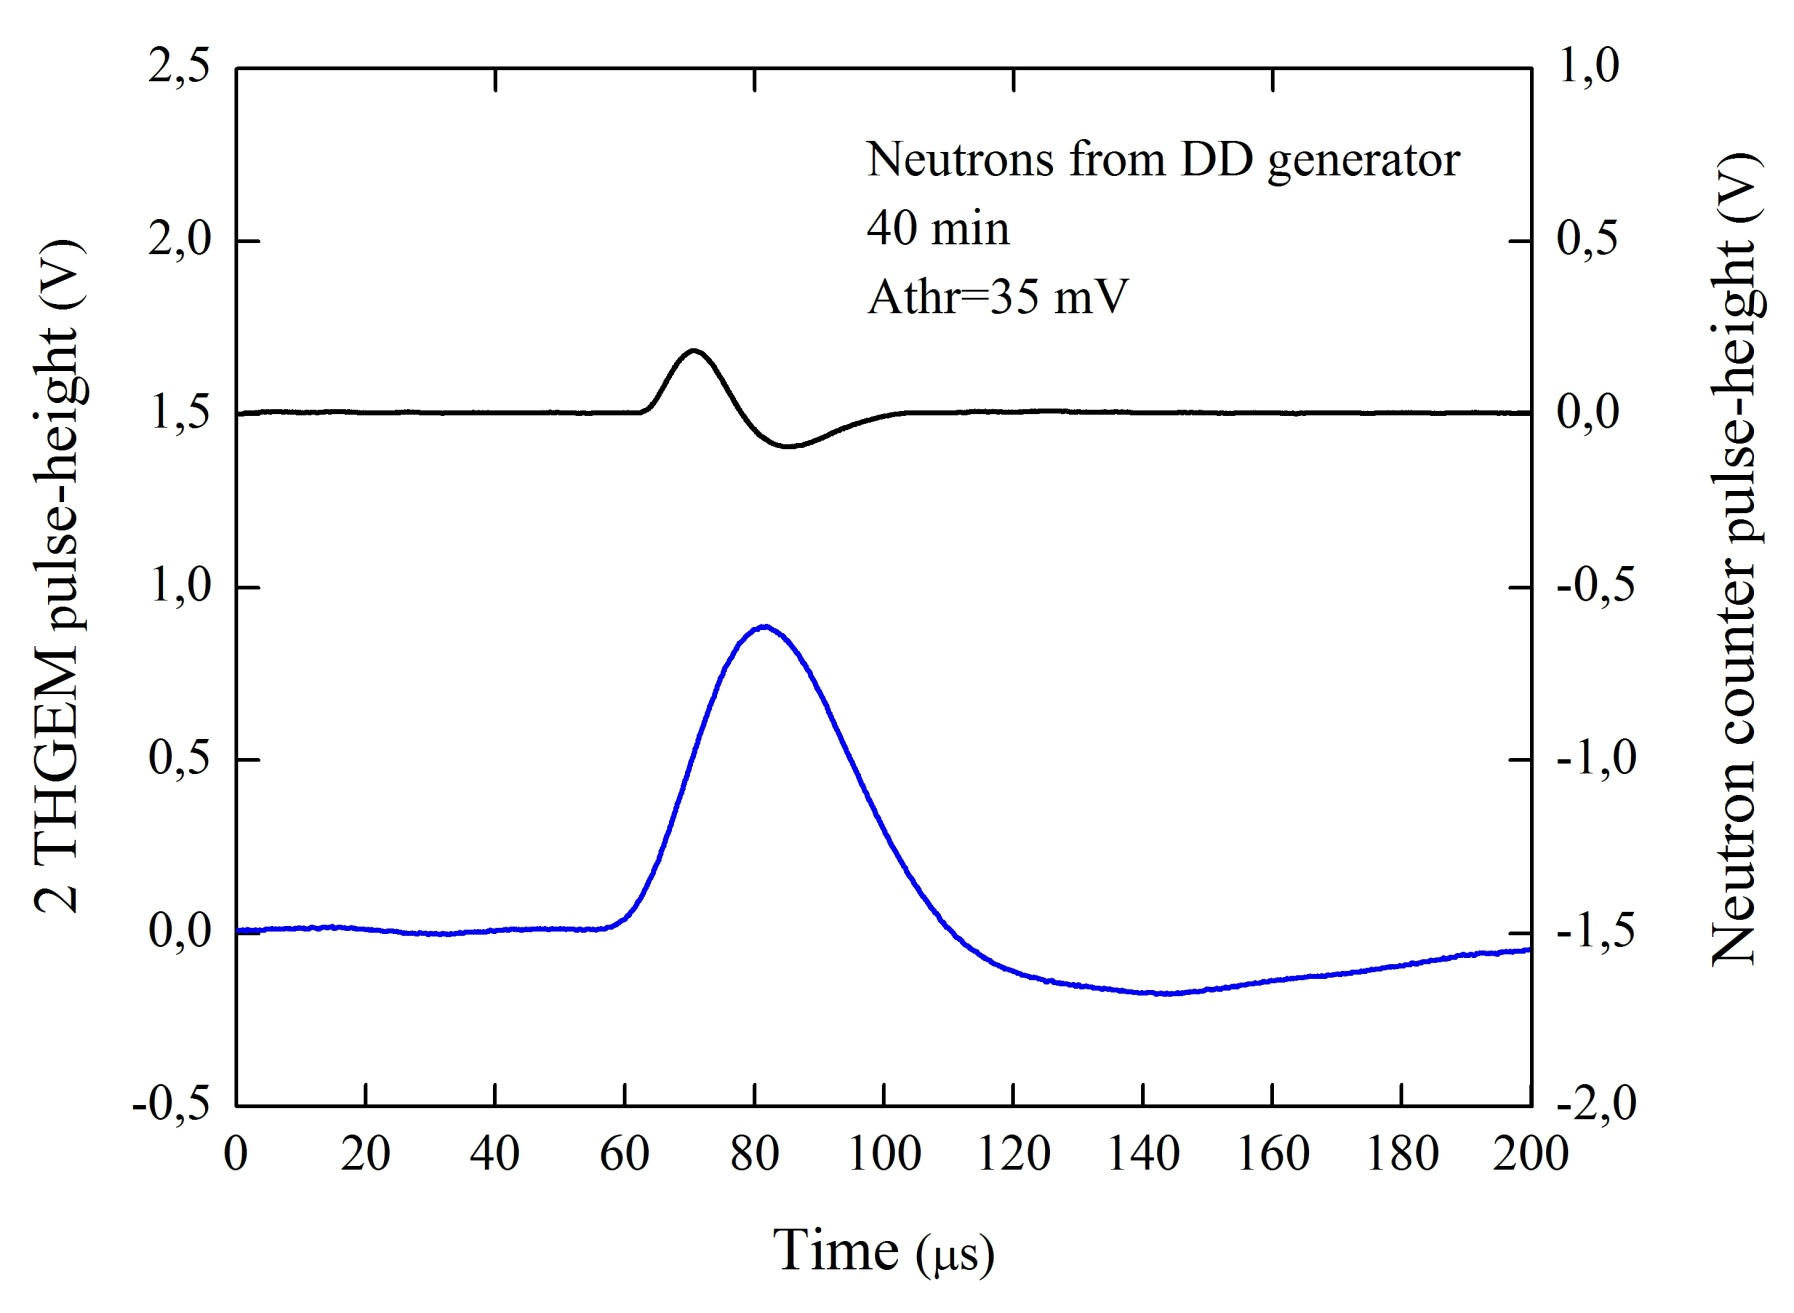 2,5
2,0
1,5
1,0
0,5
0,0
-0,5
2 THGEM pulse-height (V)
Neutrons from DD generator
40 min
Athr=35 mV
1,0
0,5
0,0
-0,5
-1,0
-1,5
-2,0
Neutron counter pulse-height (V)
0 20 40 60 80 100 120 140 160 180 200
Time (μs)